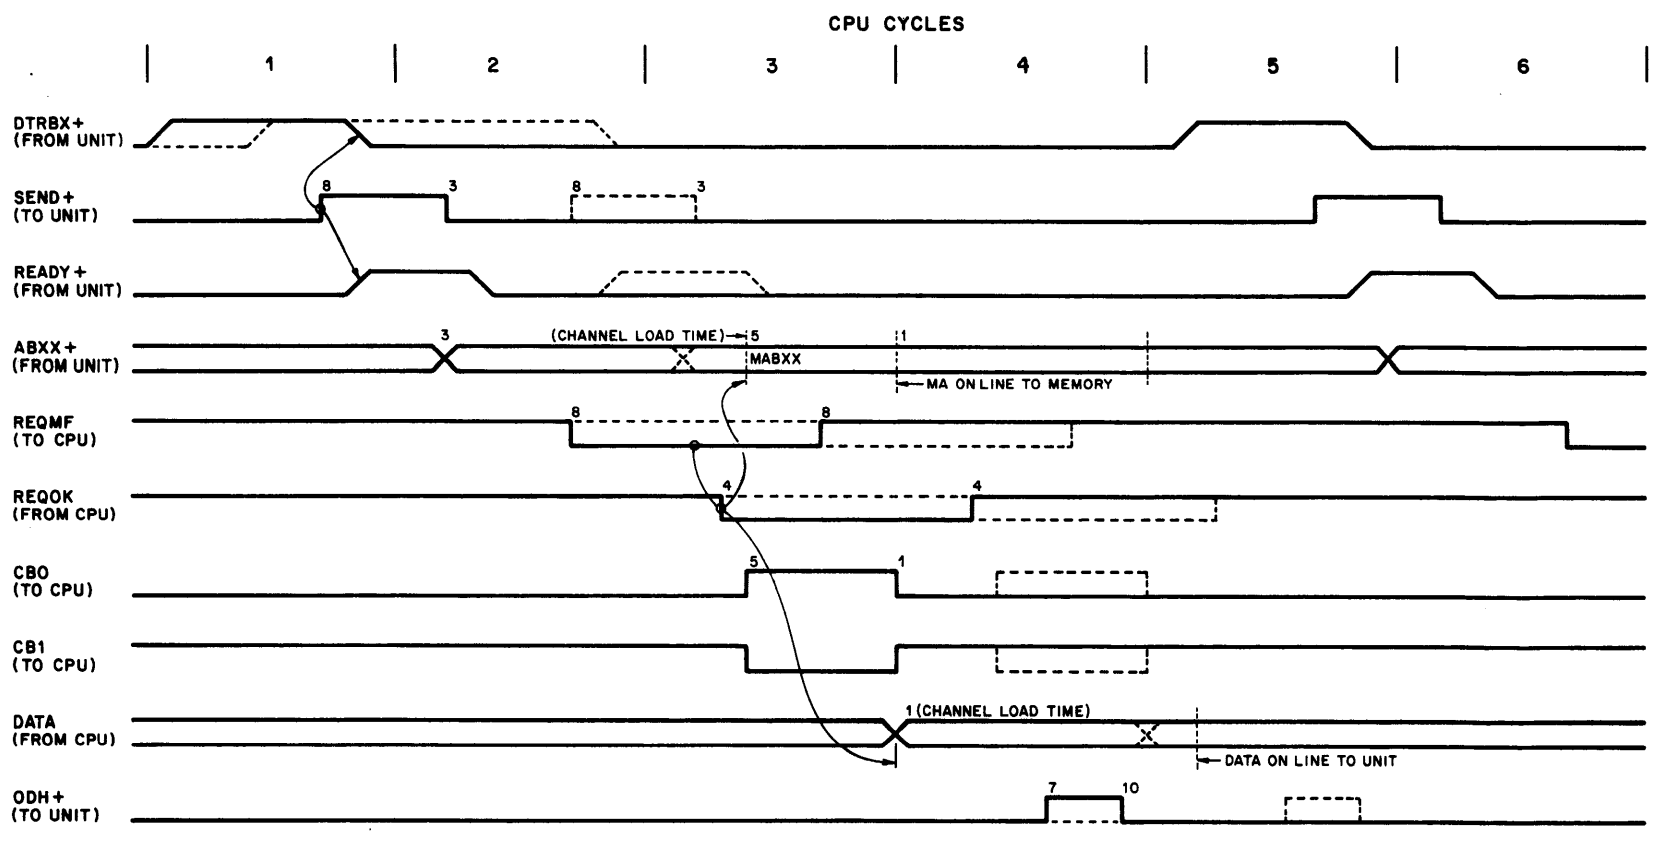 CPU CYCLES
1 2 3 4 5 6
DTRBX+
(FROM UNIT)
SEND+
(TO UNIT)
8 3 8 3
READY+
(FROM UNIT)
ABXX+
(FROM UNIT)
3 (CHANNEL LOAD TIME) 5 1
MABXX
MA ON LINE TO MEMORY
REQMF
(TO CPU)
8 8
REQOK
(FROM CPU)
4 4
CB0
(TO CPU)
5 1
CB1
(TO CPU)
DATA
(FROM CPU)
1 (CHANNEL LOAD TIME)
DATA ON LINE TO UNIT
ODH+
(TO UNIT)
7 10